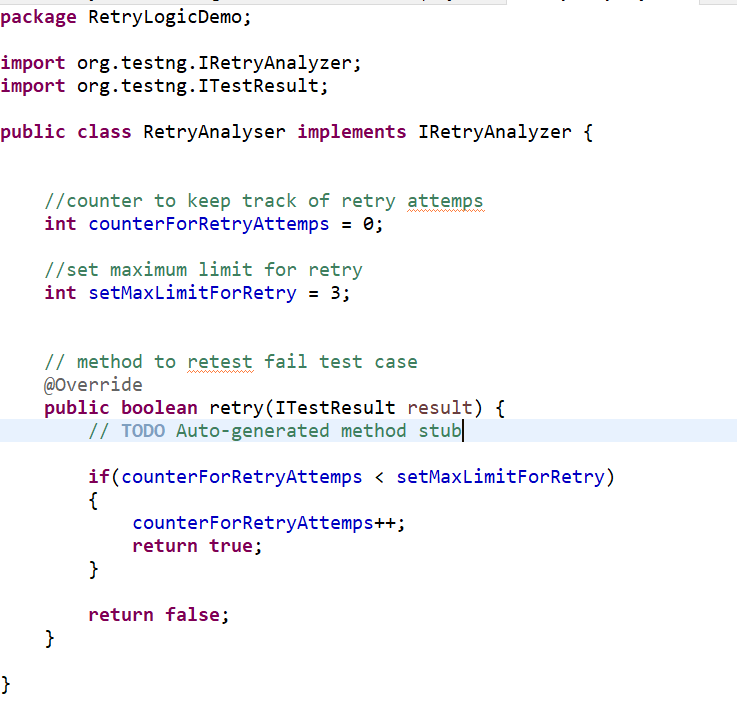 package RetryLogicDemo;
import org.testng.IRetryAnalyzer;
import org.testng.ITestResult;
public class RetryAnalyser implements IRetryAnalyzer {
//counter to keep track of retry attemps
int counterForRetryAttemps = 0;
//set maximum limit for retry
int setMaxLimitForRetry = 3;
// method to retest fail test case
@Override
public boolean retry(ITestResult result) {
// TODO Auto-generated method stub
if(counterForRetryAttemps < setMaxLimitForRetry)
{
counterForRetryAttemps++;
return true;
}
return false;
}
}